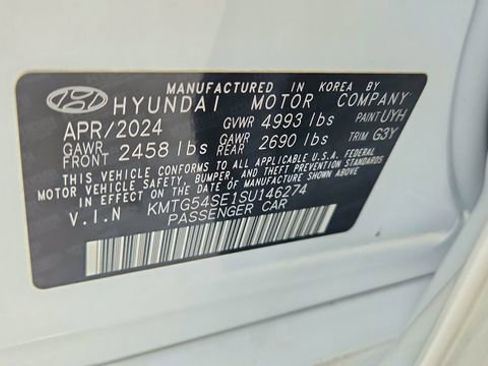 MANUFACTURED IN KOREA BY
HYUNDAI MOTOR COMPANY
APR/2024 GVWR 4993 lbs PAINT UYH
GAWR FRONT 2458 lbs GAWR REAR 2690 lbs TRIM G3Y
THIS VEHICLE CONFORMS TO ALL APPLICABLE U.S.A. FEDERAL
MOTOR VEHICLE SAFETY, BUMPER, AND THEFT PREVENTION STANDARDS
IN EFFECT ON THE DATE OF MANUFACTURE SHOWN ABOVE.
V.I.N KMTG54SE1SU146274
PASSENGER CAR